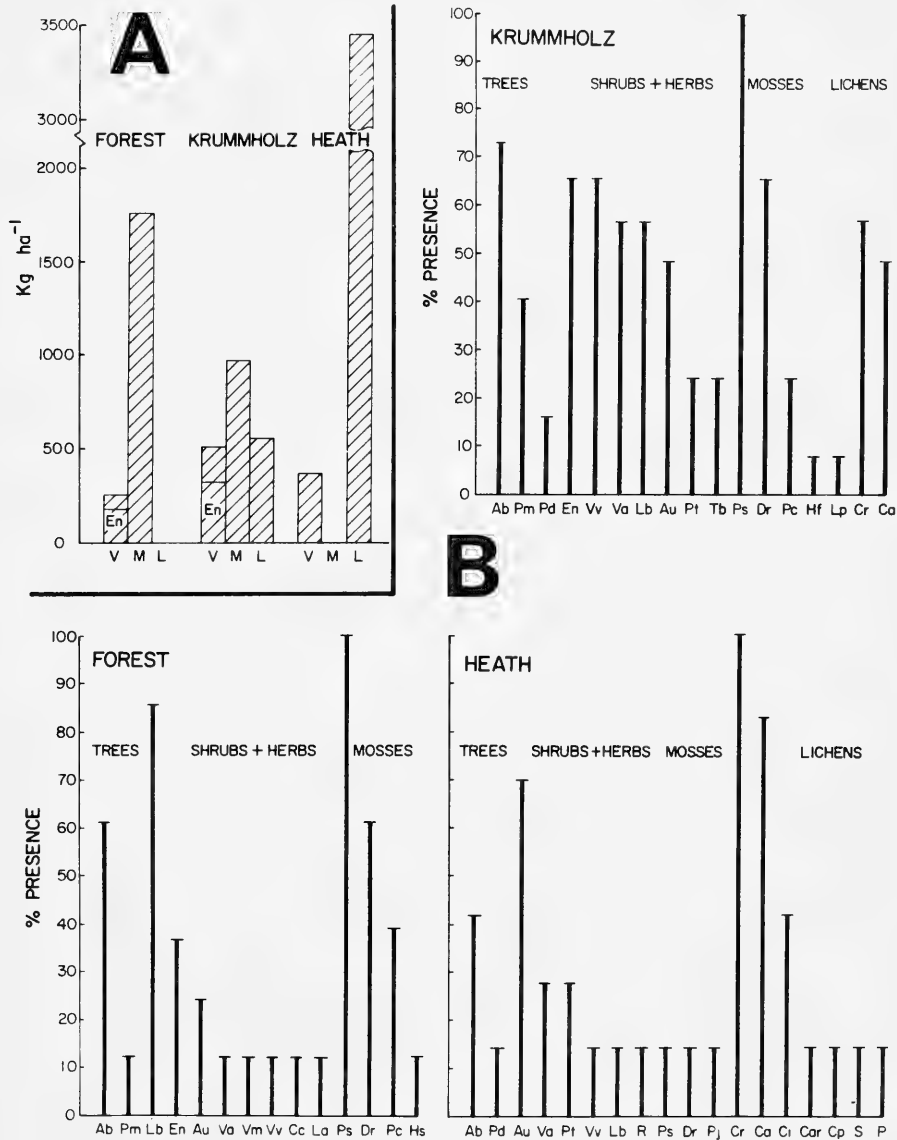 A
3500
3000
2000
1500
1000
500
0
Kg ha⁻¹
FOREST KRUMMHOLZ HEATH
En
En
V M L V M L V M L
KRUMMHOLZ
TREES SHRUBS + HERBS MOSSES LICHENS
% PRESENCE
100
90
80
70
60
50
40
30
20
10
0
Ab Pm Pd En Vv Va Lb Au Pt Tb Ps Dr Pc Hf Lp Cr Ca
B
FOREST
TREES SHRUBS + HERBS MOSSES
% PRESENCE
100
90
80
70
60
50
40
30
20
10
0
Ab Pm Lb En Au Va Vm Vv Cc La Ps Dr Pc Hs
HEATH
TREES SHRUBS + HERBS MOSSES LICHENS
Ab Pd Au Va Pt Vv Lb R Ps Dr Pj Cr Ca Ci Car Cp S P